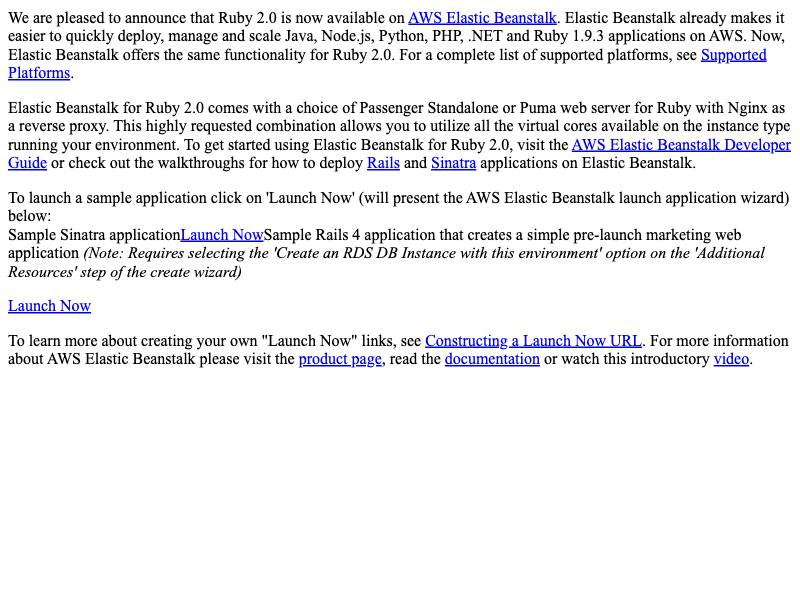 We are pleased to announce that Ruby 2.0 is now available on AWS Elastic Beanstalk. Elastic Beanstalk already makes it
easier to quickly deploy, manage and scale Java, Node.js, Python, PHP, .NET and Ruby 1.9.3 applications on AWS. Now,
Elastic Beanstalk offers the same functionality for Ruby 2.0. For a complete list of supported platforms, see Supported
Platforms.
Elastic Beanstalk for Ruby 2.0 comes with a choice of Passenger Standalone or Puma web server for Ruby with Nginx as
a reverse proxy. This highly requested combination allows you to utilize all the virtual cores available on the instance type
running your environment. To get started using Elastic Beanstalk for Ruby 2.0, visit the AWS Elastic Beanstalk Developer
Guide or check out the walkthroughs for how to deploy Rails and Sinatra applications on Elastic Beanstalk.
To launch a sample application click on 'Launch Now' (will present the AWS Elastic Beanstalk launch application wizard)
below:
Sample Sinatra applicationLaunch NowSample Rails 4 application that creates a simple pre-launch marketing web
application (Note: Requires selecting the 'Create an RDS DB Instance with this environment' option on the 'Additional
Resources' step of the create wizard)
Launch Now
To learn more about creating your own "Launch Now" links, see Constructing a Launch Now URL. For more information
about AWS Elastic Beanstalk please visit the product page, read the documentation or watch this introductory video.